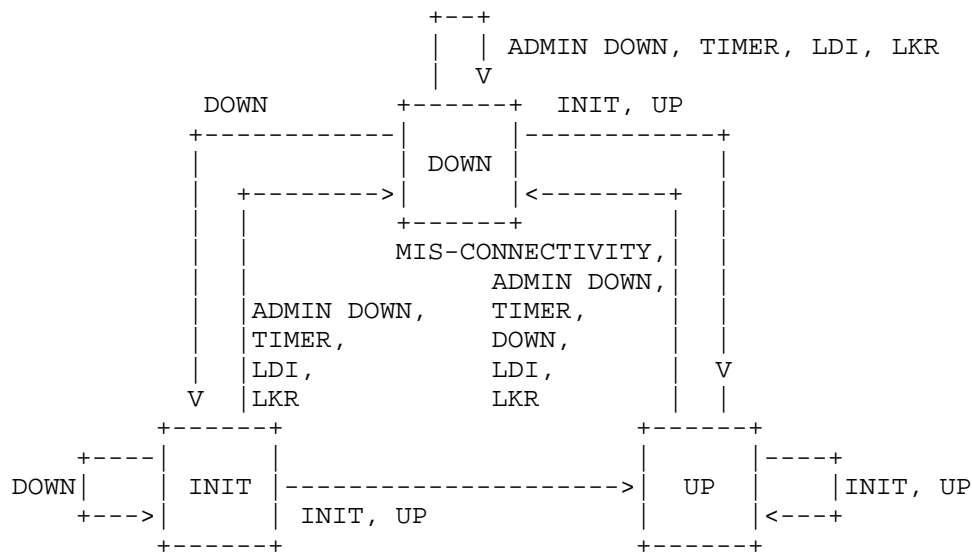 ADMIN DOWN, TIMER, LDI, LKR
DOWN INIT, UP
DOWN
MIS-CONNECTIVITY,
ADMIN DOWN,
ADMIN DOWN, TIMER,
TIMER, DOWN,
LDI, LDI,
LKR LKR
DOWN INIT UP INIT, UP
INIT, UP